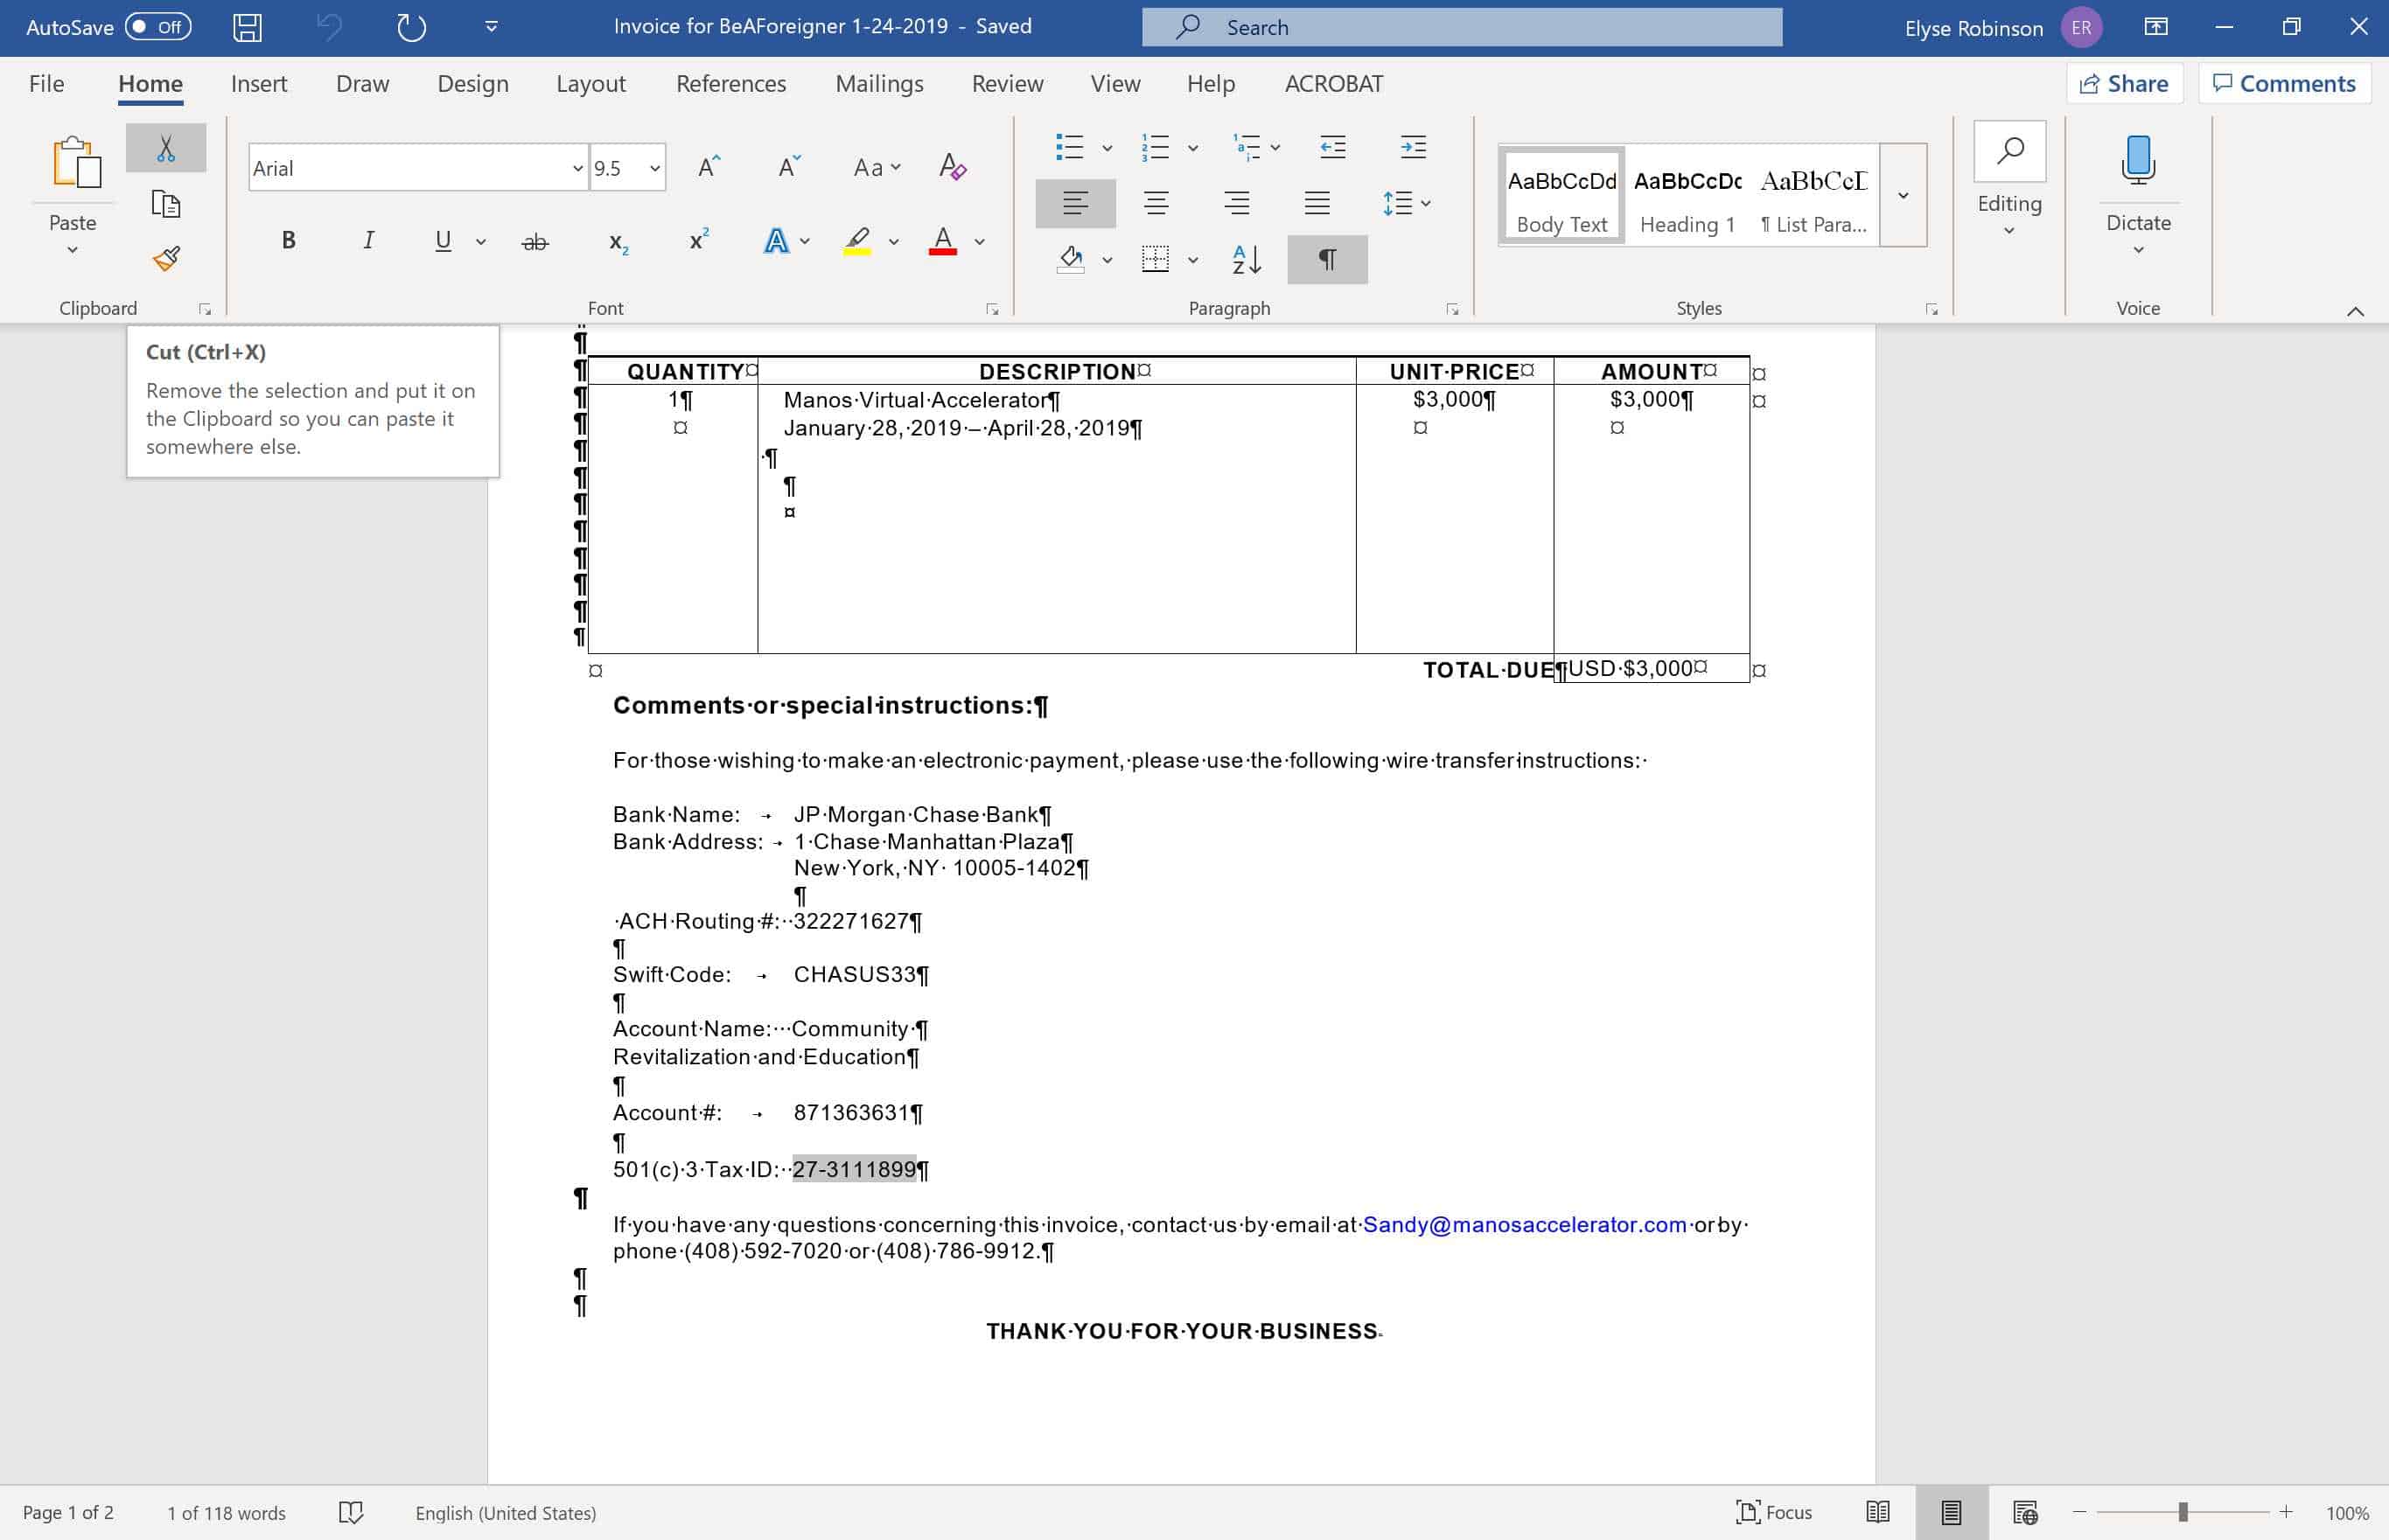 AutoSave Off Invoice for BeAForeigner 1-24-2019 - Saved Search Elyse Robinson ER
File Home Insert Draw Design Layout References Mailings Review View Help ACROBAT Share Comments
Paste
Clipboard
Arial 9.5
Font
Paragraph
AaBbCcDd AaBbCcDc AaBbCcD
Body Text Heading 1 ¶ List Para...
Styles
Editing
Dictate
Voice
Cut (Ctrl+X)
Remove the selection and put it on
the Clipboard so you can paste it
somewhere else.
QUANTITY¤ DESCRIPTION¤ UNIT·PRICE¤ AMOUNT¤ ¤
1¶ Manos·Virtual·Accelerator¶ $3,000¶ $3,000¶ ¤
¤ January·28,·2019·–·April·28,·2019¶ ¤ ¤
·¶
¶
¤
¤ TOTAL·DUE¶ USD·$3,000¤ ¤
Comments·or·special·instructions:¶
For·those·wishing·to·make·an·electronic·payment,·please·use·the·following·wire·transfer·instructions:·
Bank·Name: → JP·Morgan·Chase·Bank¶
Bank·Address: → 1·Chase·Manhattan·Plaza¶
New·York,·NY· 10005-1402¶
¶
·ACH·Routing·#:··322271627¶
¶
Swift·Code: → CHASUS33¶
¶
Account·Name:···Community·¶
Revitalization·and·Education¶
¶
Account·#: → 871363631¶
¶
501(c)·3·Tax·ID:··27-3111899¶
¶
If·you·have·any·questions·concerning·this·invoice,·contact·us·by·email·at·Sandy@manosaccelerator.com·or·by·
phone·(408)·592-7020·or·(408)·786-9912.¶
¶
¶
THANK·YOU·FOR·YOUR·BUSINESS
Page 1 of 2 1 of 118 words English (United States) Focus 100%